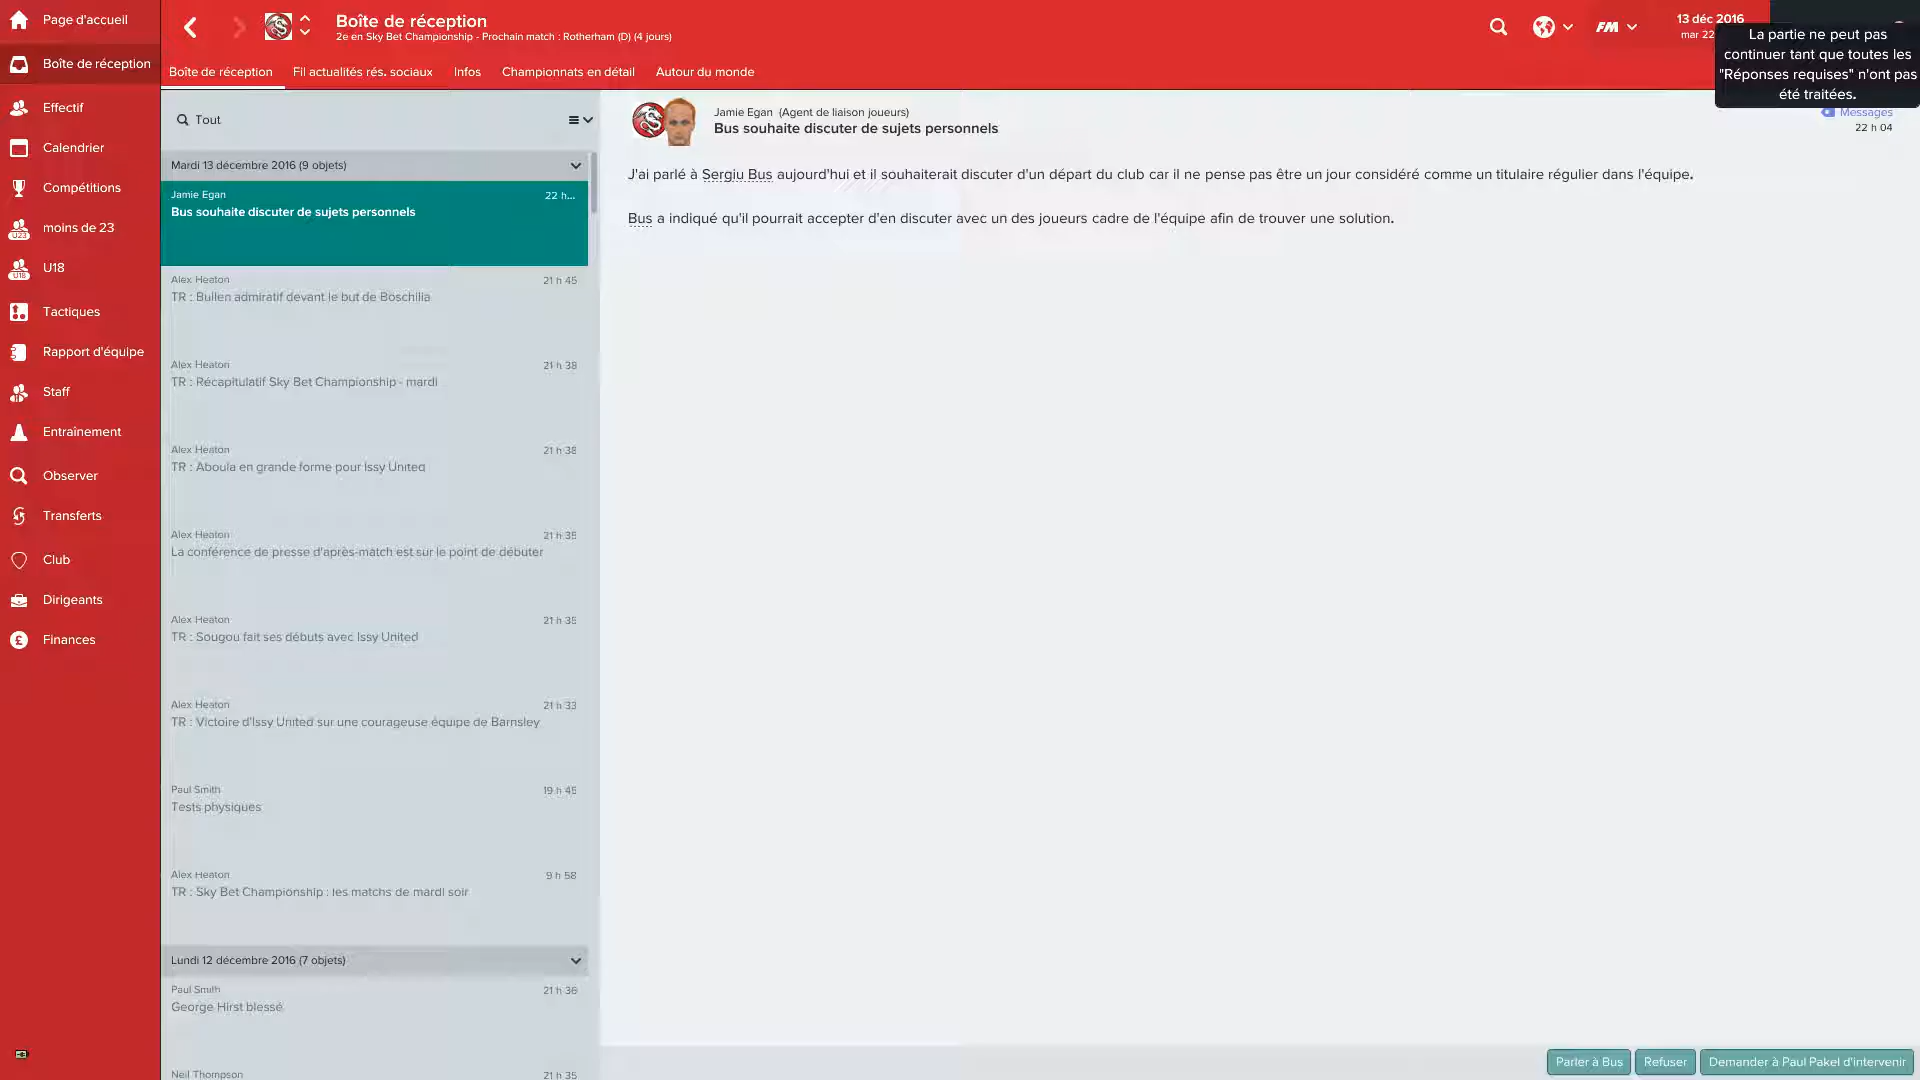 Page d'accueil
Boîte de réception
Effectif
Calendrier
Compétitions
moins de 23
U23
U18
U18
Tactiques
Rapport d'équipe
Staff
Entraînement
Observer
Transferts
Club
Dirigeants
Finances
Boîte de réception
2e en Sky Bet Championship - Prochain match : Rotherham (D) (4 jours)
FM
13 déc 2016
mar 22
La partie ne peut pas
continuer tant que toutes les
"Réponses requises" n'ont pas
été traitées.
Boîte de réception Fil actualités rés. sociaux Infos Championnats en détail Autour du monde
Tout
Mardi 13 décembre 2016 (9 objets)
Jamie Egan 22 h...
Bus souhaite discuter de sujets personnels
Alex Heaton 21 h 45
TR : Bullen admiratif devant le but de Boschilia
Alex Heaton 21 h 38
TR : Récapitulatif Sky Bet Championship - mardi
Alex Heaton 21 h 38
TR : Aboula en grande forme pour Issy United
Alex Heaton 21 h 35
La conférence de presse d'après-match est sur le point de débuter
Alex Heaton 21 h 35
TR : Sougou fait ses débuts avec Issy United
Alex Heaton 21 h 33
TR : Victoire d'Issy United sur une courageuse équipe de Barnsley
Paul Smith 19 h 45
Tests physiques
Alex Heaton 9 h 58
TR : Sky Bet Championship : les matchs de mardi soir
Lundi 12 décembre 2016 (7 objets)
Paul Smith 21 h 36
George Hirst blessé
Neil Thompson 21 h 35
Jamie Egan (Agent de liaison joueurs)
Bus souhaite discuter de sujets personnels
Messages
22 h 04
J'ai parlé à Sergiu Bus aujourd'hui et il souhaiterait discuter d'un départ du club car il ne pense pas être un jour considéré comme un titulaire régulier dans l'équipe.
Bus a indiqué qu'il pourrait accepter d'en discuter avec un des joueurs cadre de l'équipe afin de trouver une solution.
Parler à Bus Refuser Demander à Paul Pakel d'intervenir